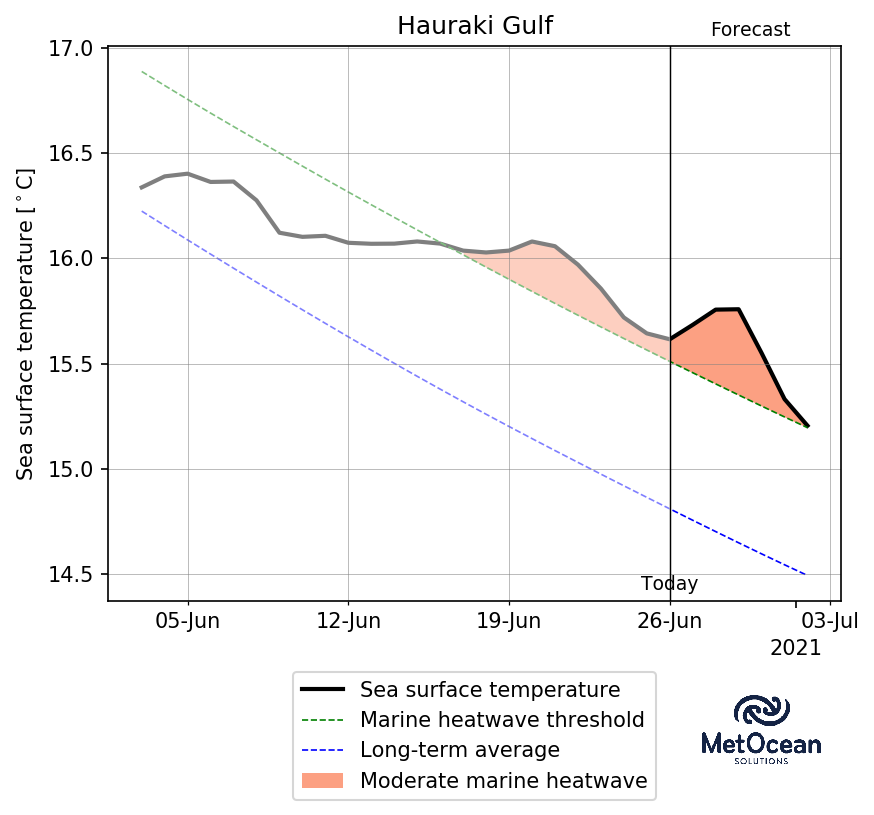 Hauraki Gulf
Forecast
Sea surface temperature [°C]
17.0
16.5
16.0
15.5
15.0
14.5
Today
05-Jun 12-Jun 19-Jun 26-Jun 03-Jul
2021
Sea surface temperature
Marine heatwave threshold
Long-term average
Moderate marine heatwave
MetOcean
SOLUTIONS